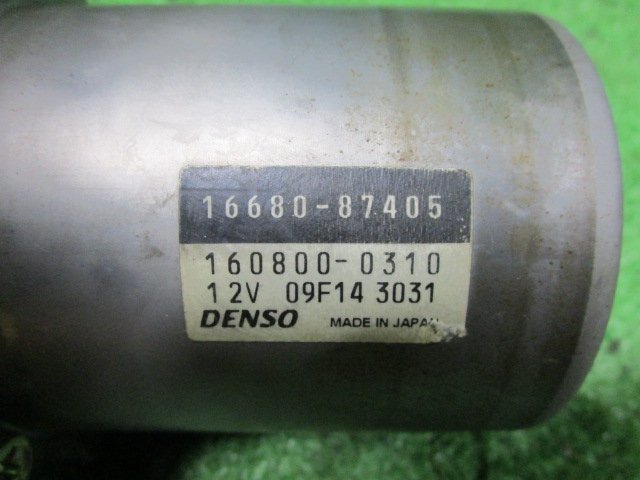 16680-87405
160800-0310
12V 09F14 3031
DENSO MADE IN JAPAN